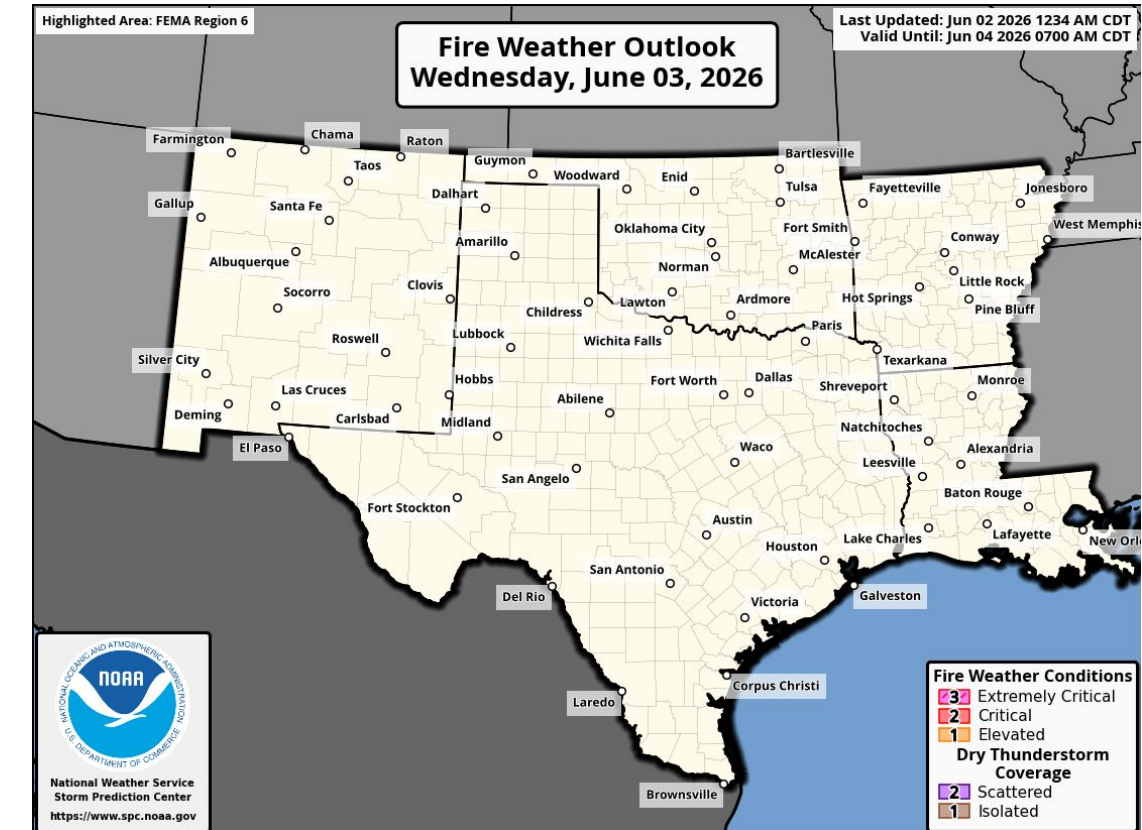 Highlighted Area: FEMA Region 6
Last Updated: Jun 02 2026 1234 AM CDT
Valid Until: Jun 04 2026 0700 AM CDT
Fire Weather Outlook
Wednesday, June 03, 2026
Farmington
Chama
Raton
Taos
Guymon
Woodward
Enid
Bartlesville
Tulsa
Fayetteville
Jonesboro
Gallup
Santa Fe
Dalhart
Albuquerque
Amarillo
Oklahoma City
Fort Smith
Conway
West Memphis
Norman
McAlester
Little Rock
Socorro
Clovis
Childress
Lawton
Ardmore
Hot Springs
Pine Bluff
Roswell
Lubbock
Wichita Falls
Paris
Texarkana
Silver City
Las Cruces
Hobbs
Fort Worth
Dallas
Shreveport
Monroe
Deming
Carlsbad
Midland
Abilene
Natchitoches
El Paso
San Angelo
Waco
Leesville
Alexandria
Fort Stockton
Austin
Baton Rouge
Houston
Lake Charles
Lafayette
New Orl
San Antonio
Del Rio
Victoria
Galveston
Laredo
Corpus Christi
Brownsville
NATIONAL OCEANIC AND ATMOSPHERIC ADMINISTRATION
NOAA
U.S. DEPARTMENT OF COMMERCE
National Weather Service
Storm Prediction Center
https://www.spc.noaa.gov
Fire Weather Conditions
3 Extremely Critical
2 Critical
1 Elevated
Dry Thunderstorm
Coverage
2 Scattered
1 Isolated